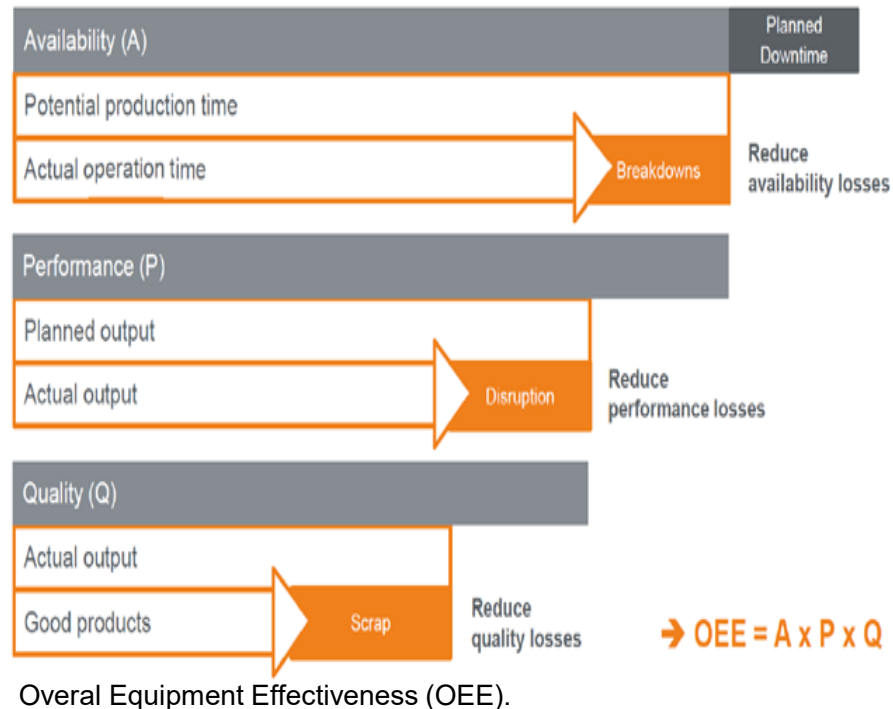 Availability (A)
Planned
Downtime
Potential production time
Actual operation time
Breakdowns
Reduce
availability losses
Performance (P)
Planned output
Actual output
Disruption
Reduce
performance losses
Quality (Q)
Actual output
Good products
Scrap
Reduce
quality losses
➔ OEE = A x P x Q
Overal Equipment Effectiveness (OEE).